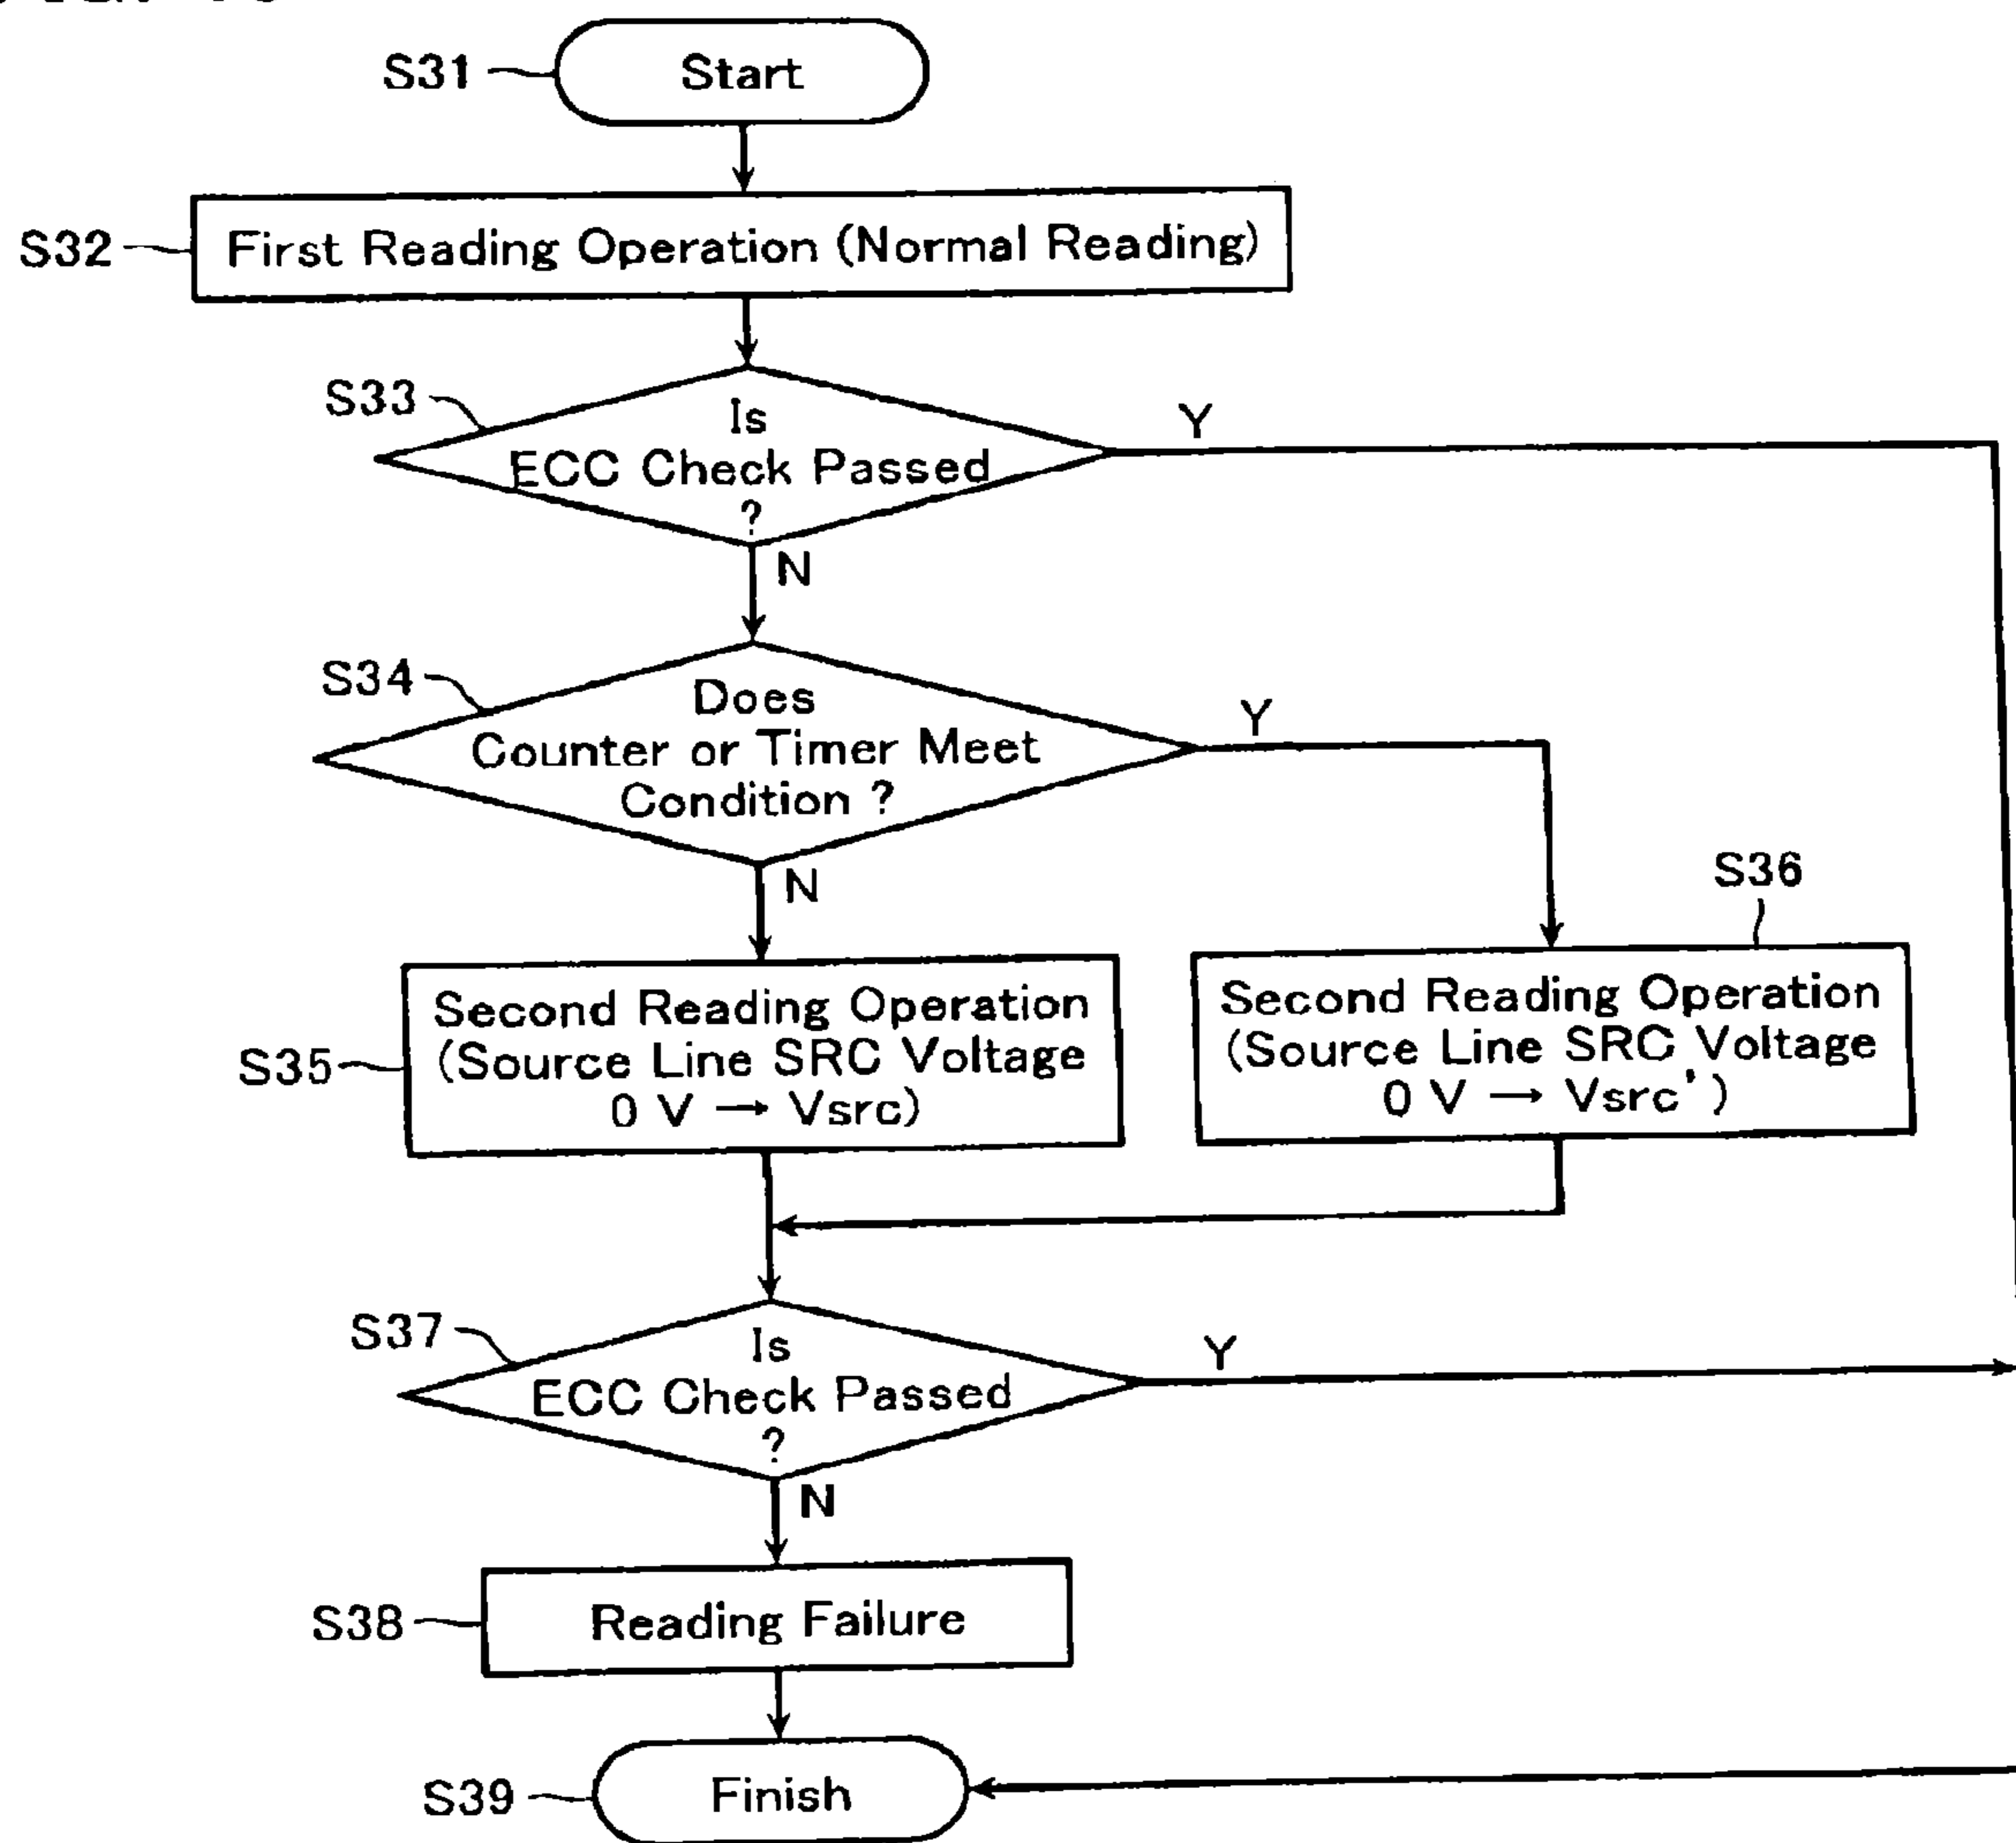 S31
Start
S32
First Reading Operation (Normal Reading)
S33
Is
ECC Check Passed
?
Y
N
S34
Does
Counter or Timer Meet
Condition ?
Y
N
S35
Second Reading Operation
(Source Line SRC Voltage
0 V → Vsrc)
S36
Second Reading Operation
(Source Line SRC Voltage
0 V → Vsrc')
S37
Is
ECC Check Passed
?
Y
N
S38
Reading Failure
S39
Finish